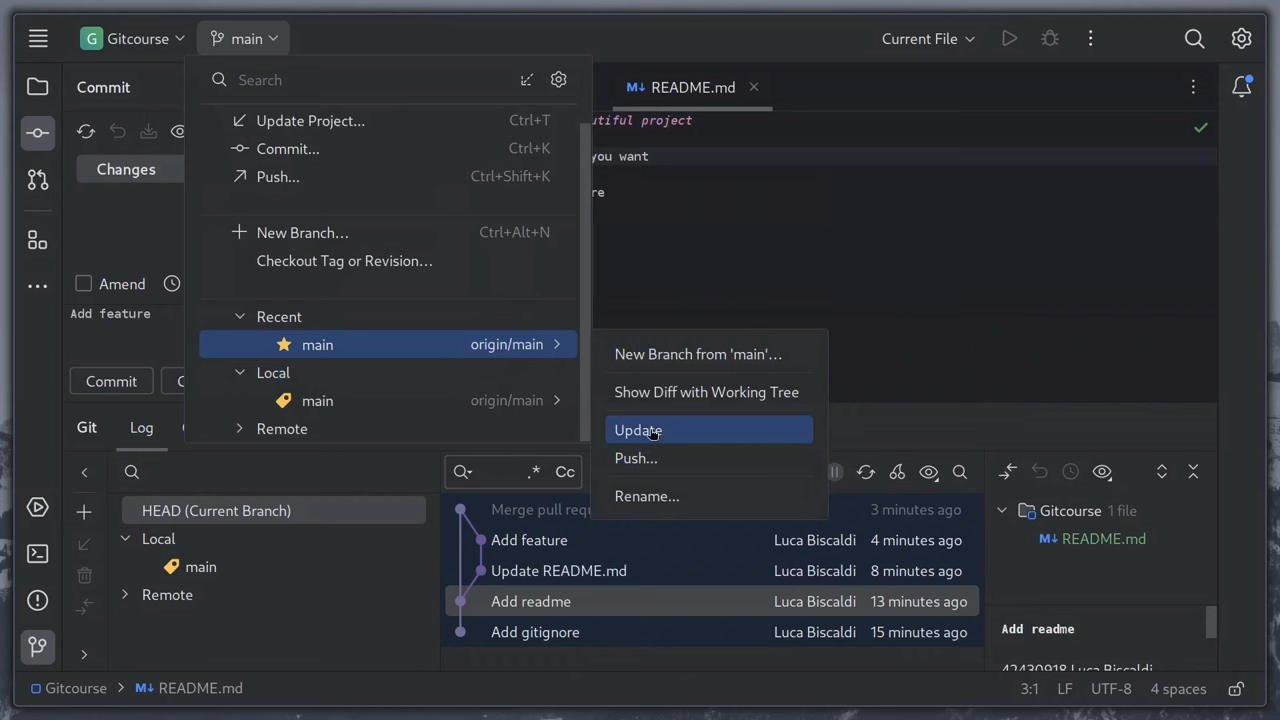 G Gitcourse main Current File
Commit
Search
README.md
Update Project... Ctrl+T
utiful project
Commit... Ctrl+K
you want
Changes
Push... Ctrl+Shift+K
re
New Branch... Ctrl+Alt+N
Checkout Tag or Revision...
Amend
Add feature
Recent
main origin/main
New Branch from 'main'...
Local
Commit
Show Diff with Working Tree
main origin/main
Git Log
Remote
Update
Push...
.* Cc
Rename...
HEAD (Current Branch)
Merge pull requ 3 minutes ago
Gitcourse 1 file
Local
Add feature Luca Biscaldi 4 minutes ago
README.md
main
Update README.md Luca Biscaldi 8 minutes ago
Remote
Add readme Luca Biscaldi 13 minutes ago
Add gitignore Luca Biscaldi 15 minutes ago
Add readme
42430918 Luca Biscaldi
Gitcourse README.md 3:1 LF UTF-8 4 spaces